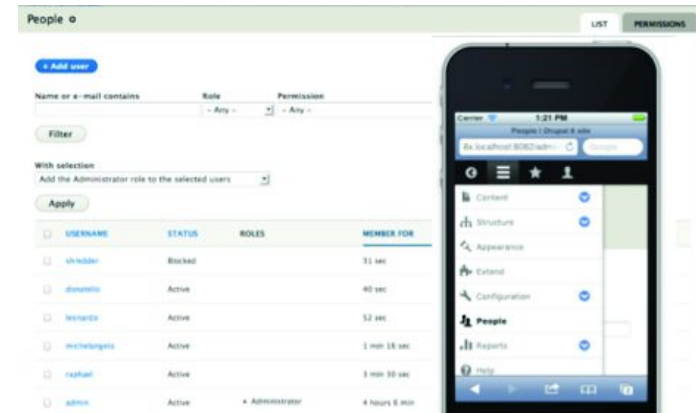 People
LIST
PERMISSIONS
+ Add user
Name or e-mail contains
Role
Permission
- Any -
- Any -
Filter
With selection
Add the Administrator role to the selected users
Apply
USERNAME STATUS ROLES MEMBER FOR
shredder Blocked 31 sec
donatello Active 40 sec
leonardo Active 52 sec
michelangelo Active 1 min 16 sec
raphael Active 3 min 30 sec
admin Active • Administrator 4 hours 6 min
Carrier 1:21 PM
People | Drupal 8 site
8x.localhost:8082/admi
Google
Content
Structure
Appearance
Extend
Configuration
People
Reports
Help